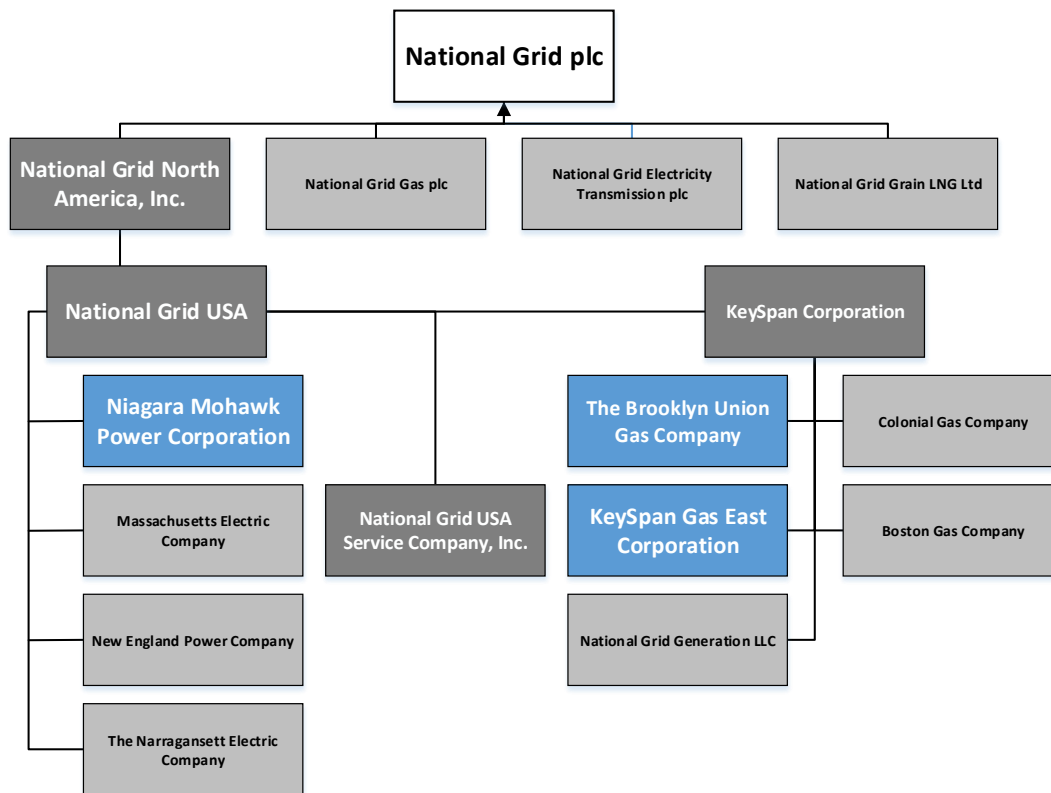 National Grid plc
National Grid North
America, Inc.
National Grid Gas plc
National Grid Electricity
Transmission plc
National Grid Grain LNG Ltd
National Grid USA
KeySpan Corporation
Niagara Mohawk
Power Corporation
The Brooklyn Union
Gas Company
Colonial Gas Company
Massachusetts Electric
Company
National Grid USA
Service Company, Inc.
KeySpan Gas East
Corporation
Boston Gas Company
New England Power Company
National Grid Generation LLC
The Narragansett Electric
Company